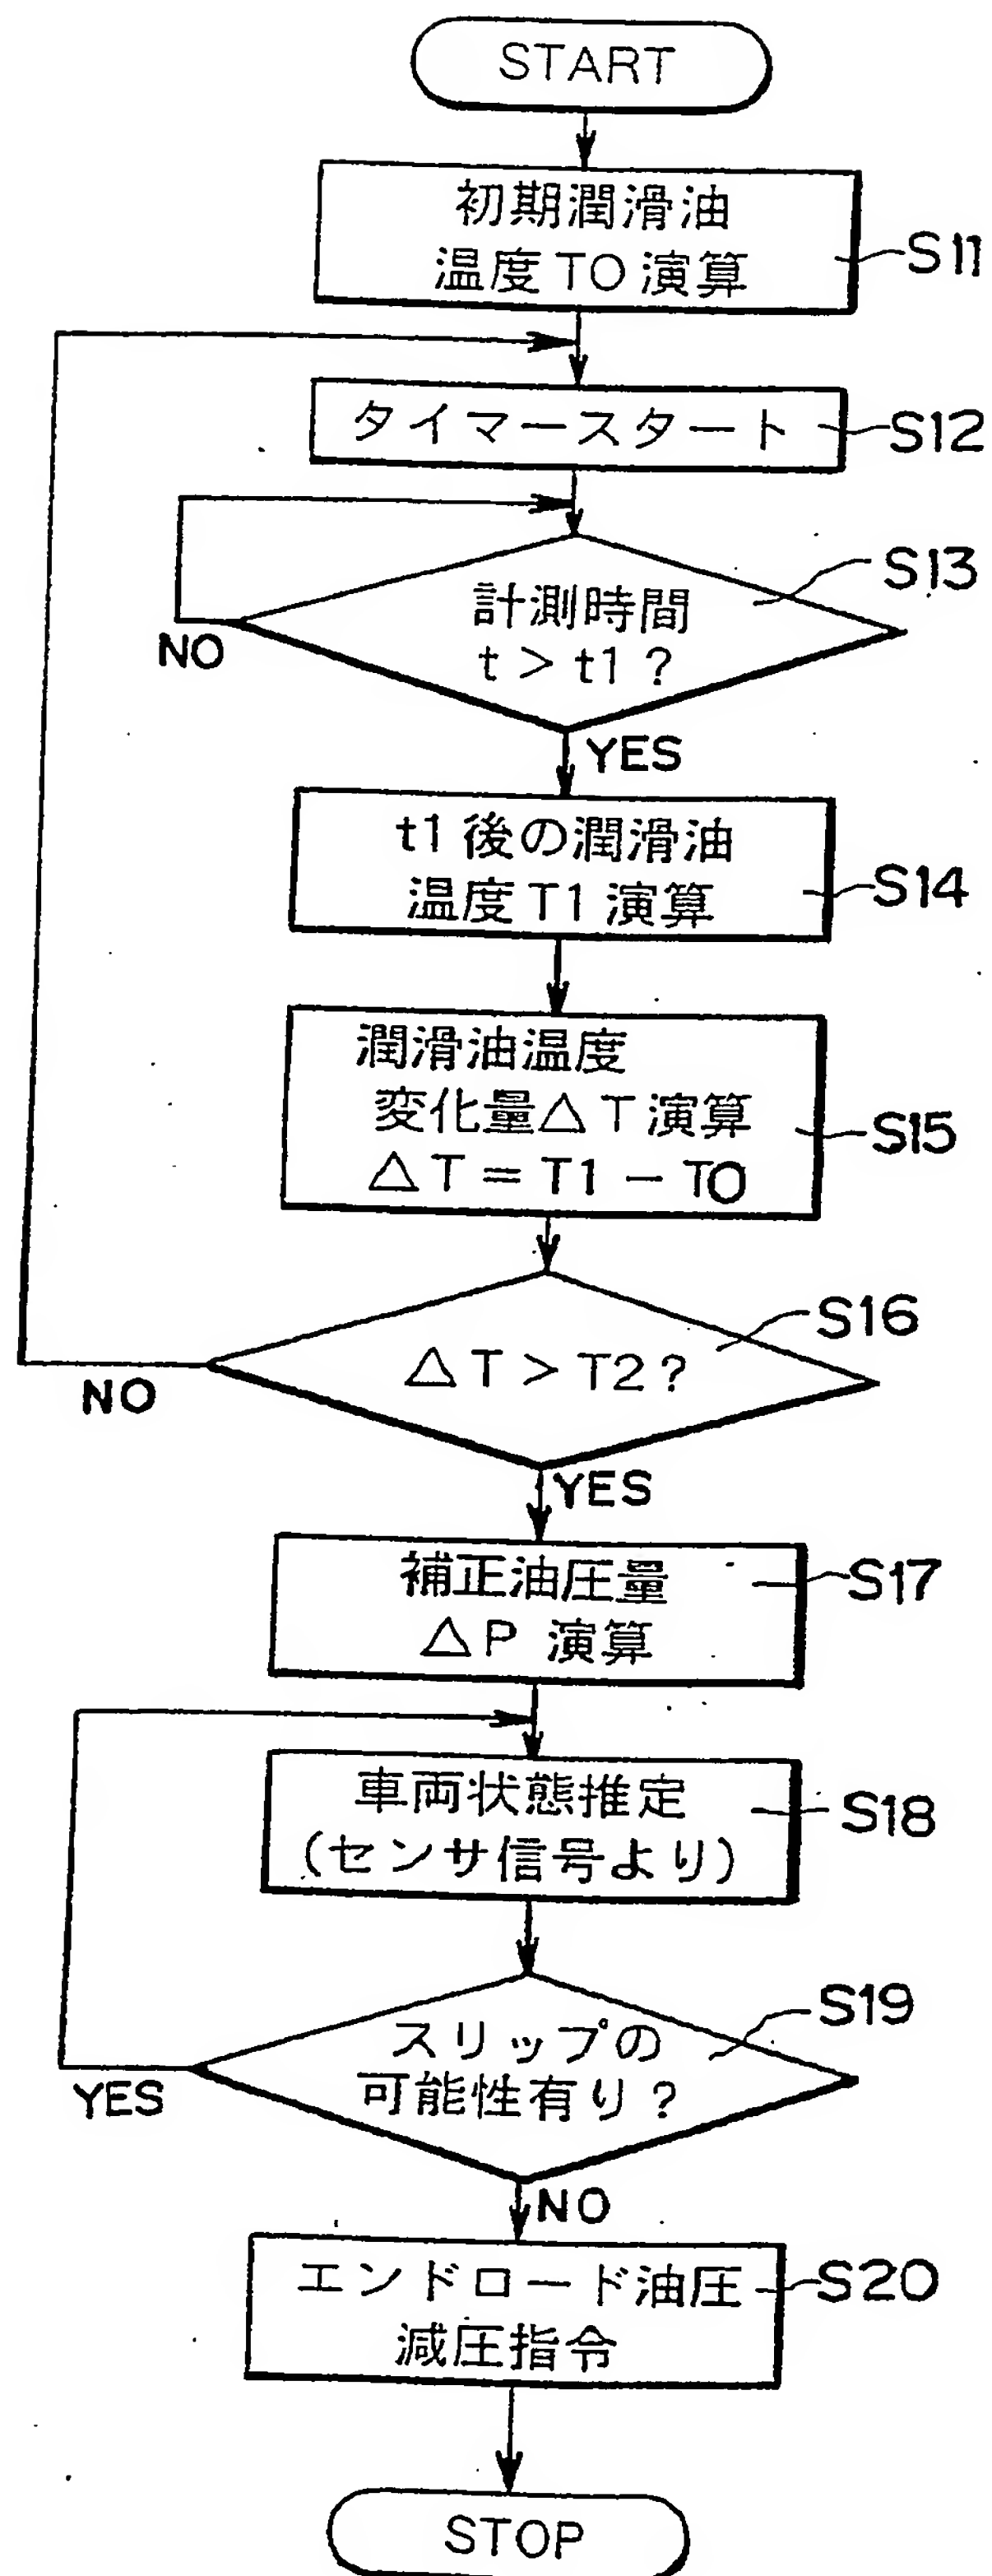 START
初期潤滑油
温度T0演算
S11
タイマースタート
S12
S13
計測時間
t > t1 ?
NO
YES
t1後の潤滑油
温度T1演算
S14
潤滑油温度
変化量△T演算
△T = T1 − T0
S15
S16
△T > T2 ?
NO
YES
補正油圧量
△P 演算
S17
車両状態推定
(センサ信号より)
S18
S19
スリップの
可能性有り?
YES
NO
エンドロード油圧
減圧指令
S20
STOP